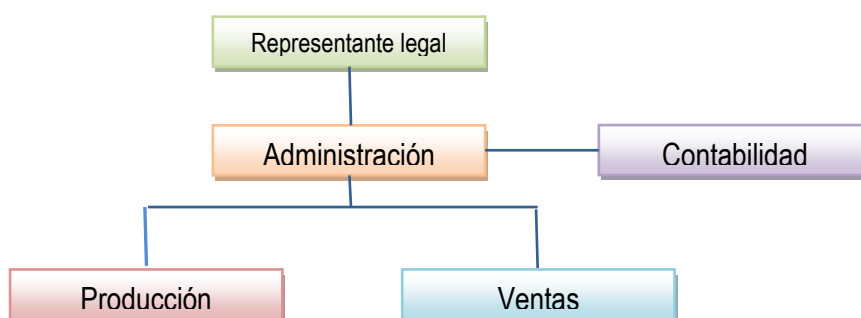 Representante legal
Administración
Contabilidad
Producción
Ventas